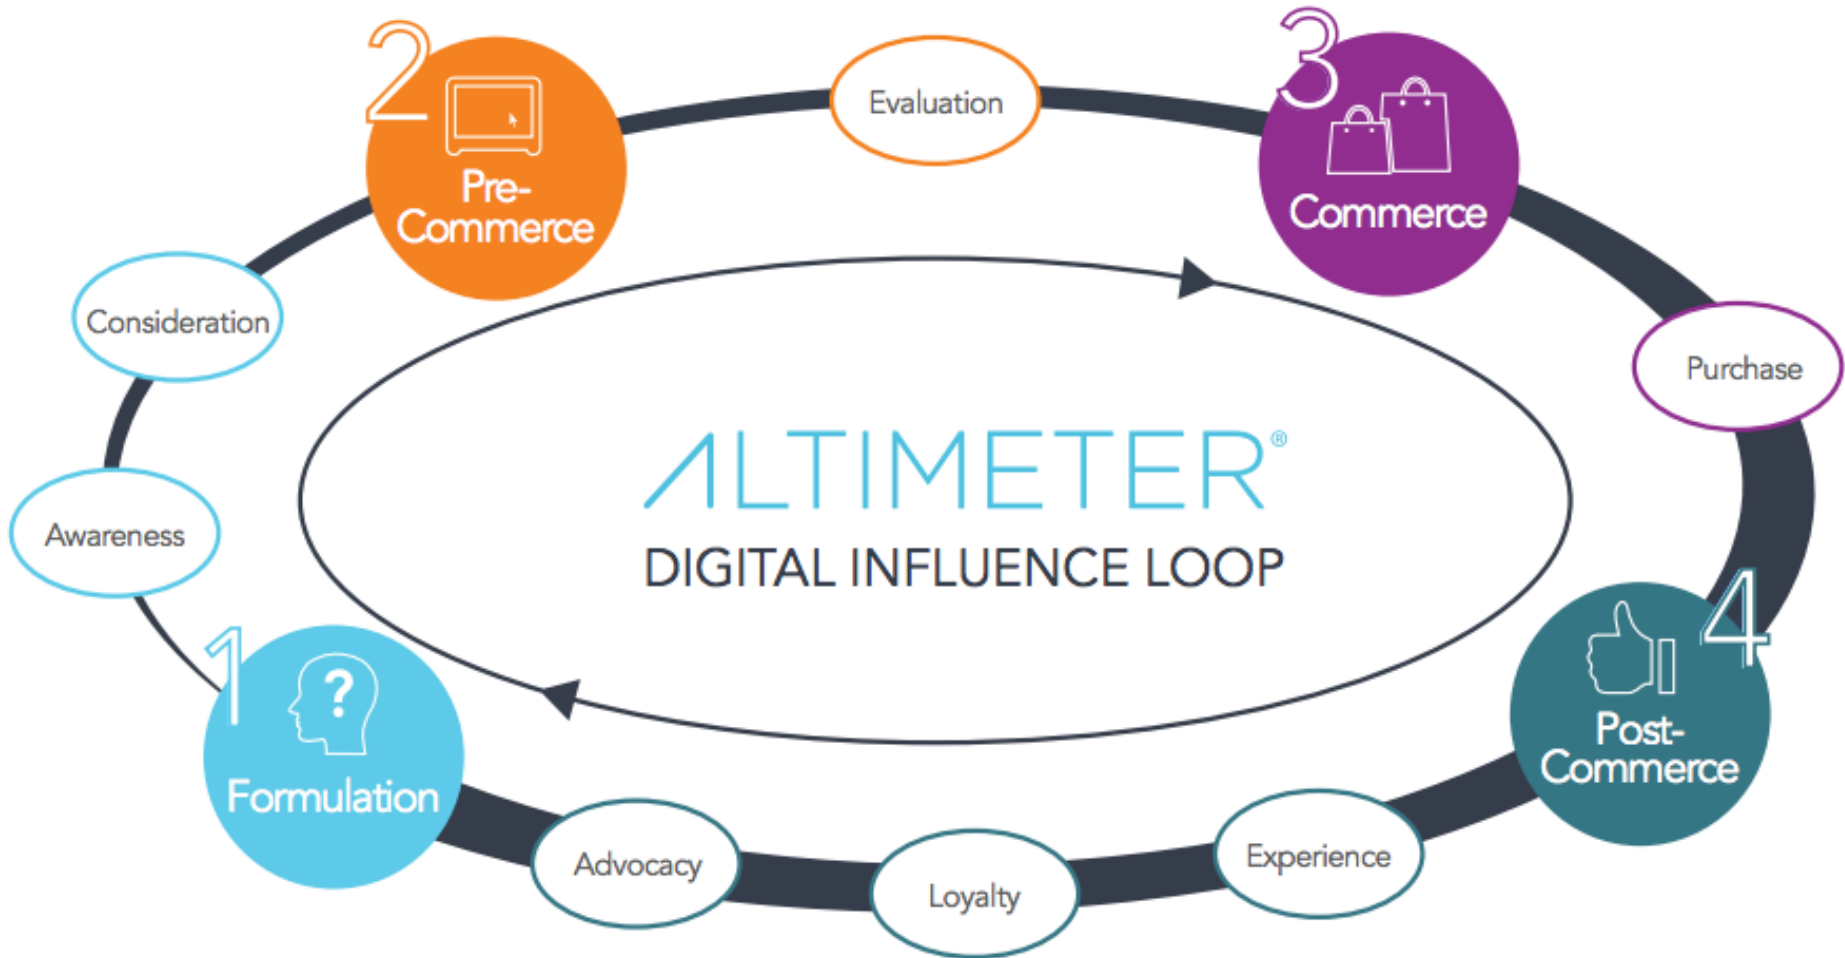 2
Pre-
Commerce
Evaluation
3
Commerce
Consideration
Purchase
Awareness
ALTIMETER®
DIGITAL INFLUENCE LOOP
1
?
Formulation
4
Post-
Commerce
Advocacy
Loyalty
Experience